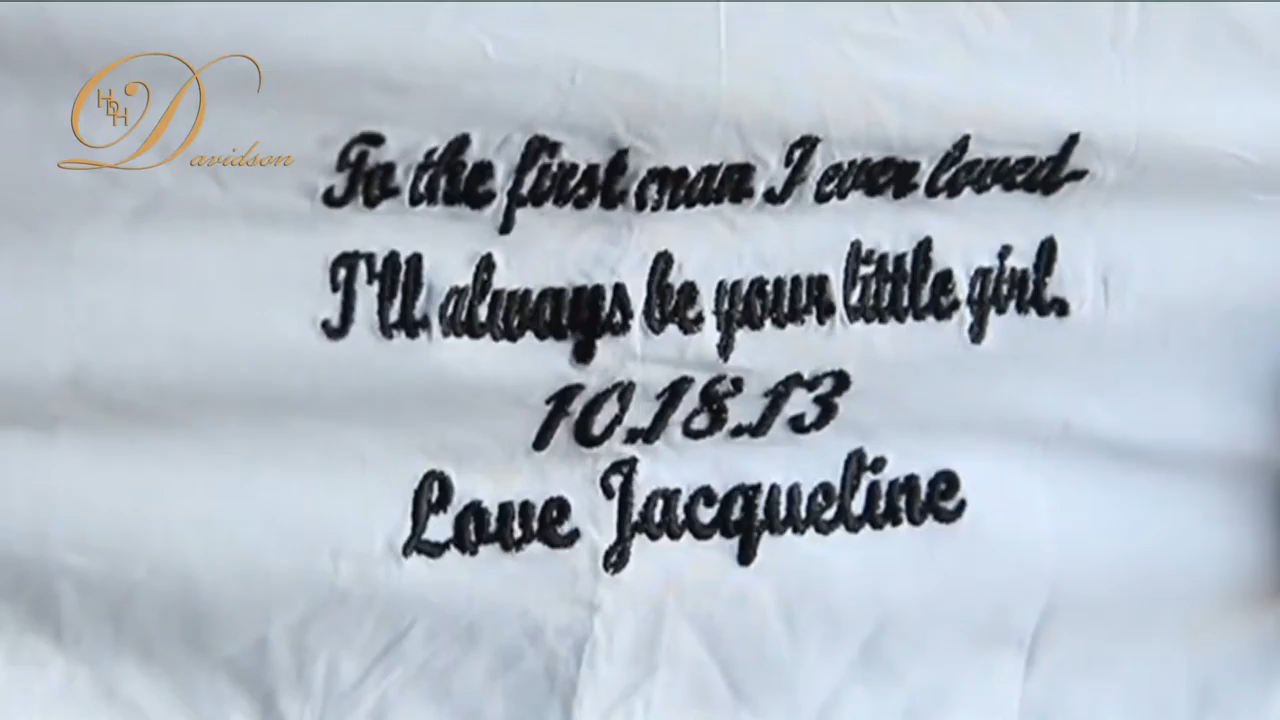 HDH
Davidson
To the first man I ever loved
I'll always be your little girl.
10.18.13
Love Jacqueline